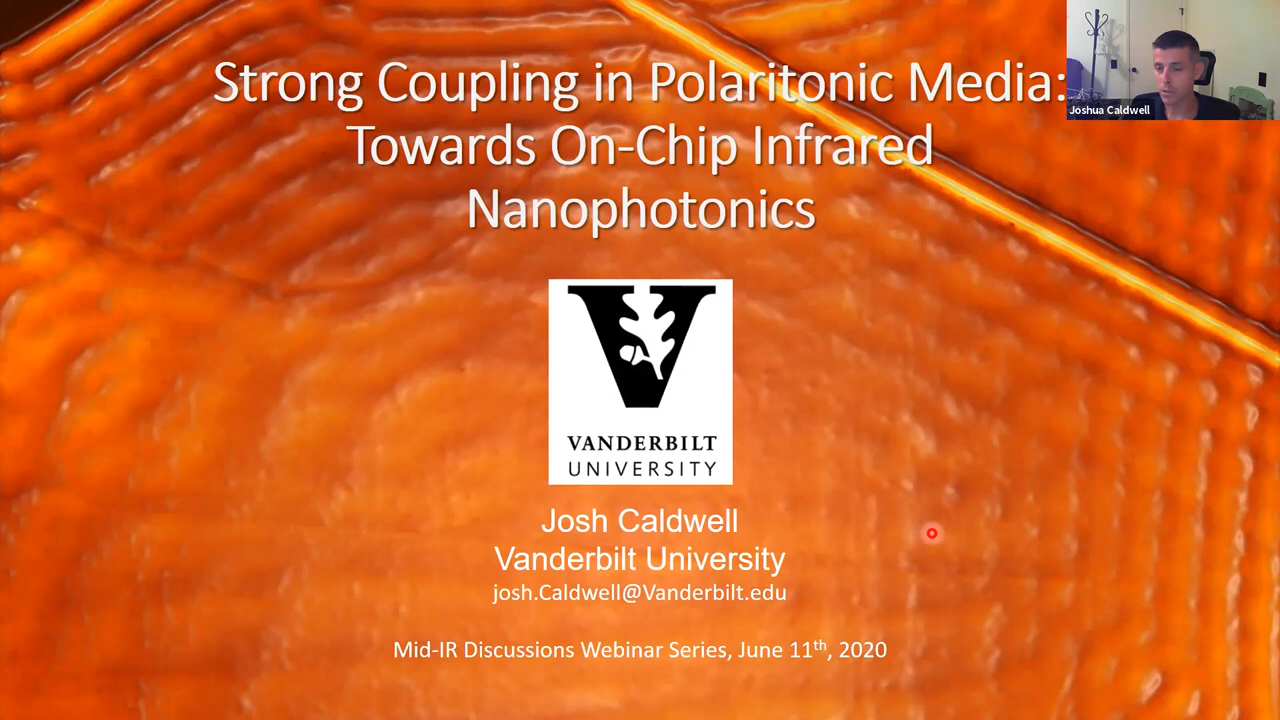 Strong Coupling in Polaritonic Media:
Towards On-Chip Infrared
Nanophotonics
Joshua Caldwell
VANDERBILT
UNIVERSITY
Josh Caldwell
Vanderbilt University
josh.Caldwell@Vanderbilt.edu
Mid-IR Discussions Webinar Series, June 11th, 2020